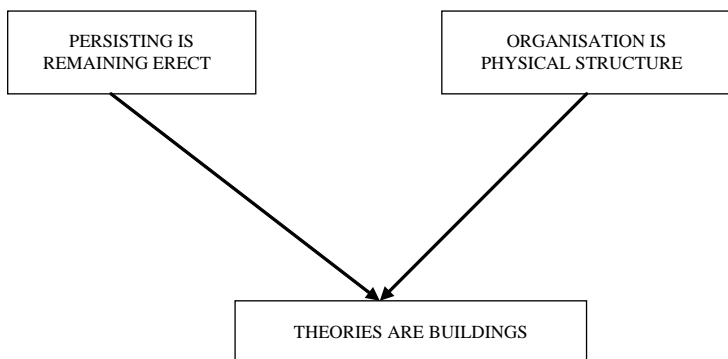 PERSISTING IS
REMAINING ERECT
ORGANISATION IS
PHYSICAL STRUCTURE
THEORIES ARE BUILDINGS